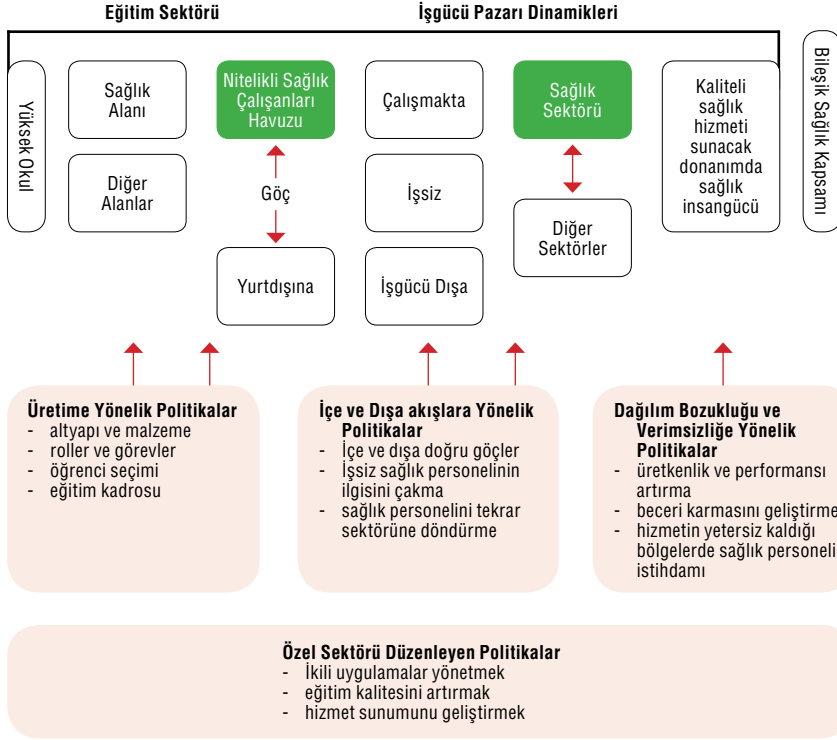 Eğitim Sektörü
İşgücü Pazarı Dinamikleri
Yüksek Okul
Sağlık
Alanı
Diğer
Alanlar
Nitelikli Sağlık
Çalışanları
Havuzu
Göç
Yurtdışına
Çalışmakta
İşsiz
İşgücü Dışa
Sağlık
Sektörü
Diğer
Sektörler
Kaliteli
sağlık
hizmeti
sunacak
donanımda
sağlık
insangücü
Bileşik Sağlık Kapsamı
Üretime Yönelik Politikalar
- altyapı ve malzeme
- roller ve görevler
- öğrenci seçimi
- eğitim kadrosu
İçe ve Dışa akışlara Yönelik
Politikalar
- İçe ve dışa doğru göçler
- İşsiz sağlık personelinin
ilgisini çakma
- sağlık personelini tekrar
sektörüne döndürme
Dağılım Bozukluğu ve
Verimsizliğe Yönelik
Politikalar
- üretkenlik ve performansı
artırma
- beceri karmasını geliştirme
- hizmetin yetersiz kaldığı
bölgelerde sağlık personeli
istihdamı
Özel Sektörü Düzenleyen Politikalar
- İkili uygulamalar yönetmek
- eğitim kalitesini artırmak
- hizmet sunumunu geliştirmek